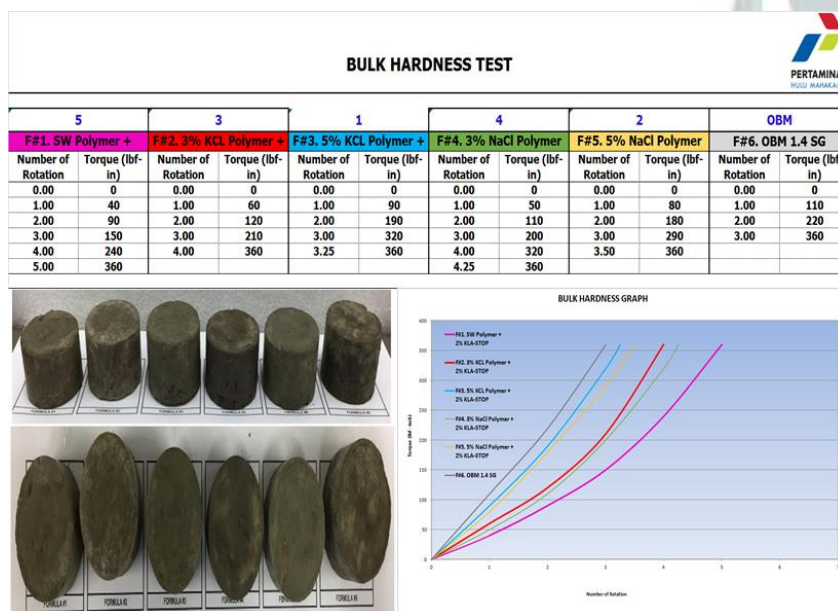 BULK HARDNESS TEST
PERTAMINA
HULU MAHAKA
5 3 1 4 2 OBM
F#1. SW Polymer + F#2. 3% KCL Polymer + F#3. 5% KCL Polymer + F#4. 3% NaCl Polymer F#5. 5% NaCl Polymer F#6. OBM 1.4 SG
Number of Torque (lbf- Number of Torque (lbf- Number of Torque (lbf- Number of Torque (lbf- Number of Torque (lbf- Number of Torque (lbf-
Rotation in) Rotation in) Rotation in) Rotation in) Rotation in) Rotation in)
0.00 0 0.00 0 0.00 0 0.00 0 0.00 0 0.00 0
1.00 40 1.00 60 1.00 90 1.00 50 1.00 80 1.00 110
2.00 90 2.00 120 2.00 190 2.00 110 2.00 180 2.00 220
3.00 150 3.00 210 3.00 320 3.00 200 3.00 290 3.00 360
4.00 240 4.00 360 3.25 360 4.00 320 3.50 360
5.00 360 4.25 360
FORMULA #1 FORMULA #2 FORMULA #3
BULK HARDNESS GRAPH
Torque (lbf - inch)
400
350
300
250
200
150
100
50
0
F#1. SW Polymer +
2% KLA-STOP
F#2. 3% KCL Polymer +
2% KLA-STOP
F#3. 5% KCL Polymer +
2% KLA-STOP
F#4. 3% NaCl Polymer +
2% KLA-STOP
F#5. 5% NaCl Polymer +
2% KLA-STOP
F#6. OBM 1.4 SG
0 1 2 3 4 5 6
Number of Rotation